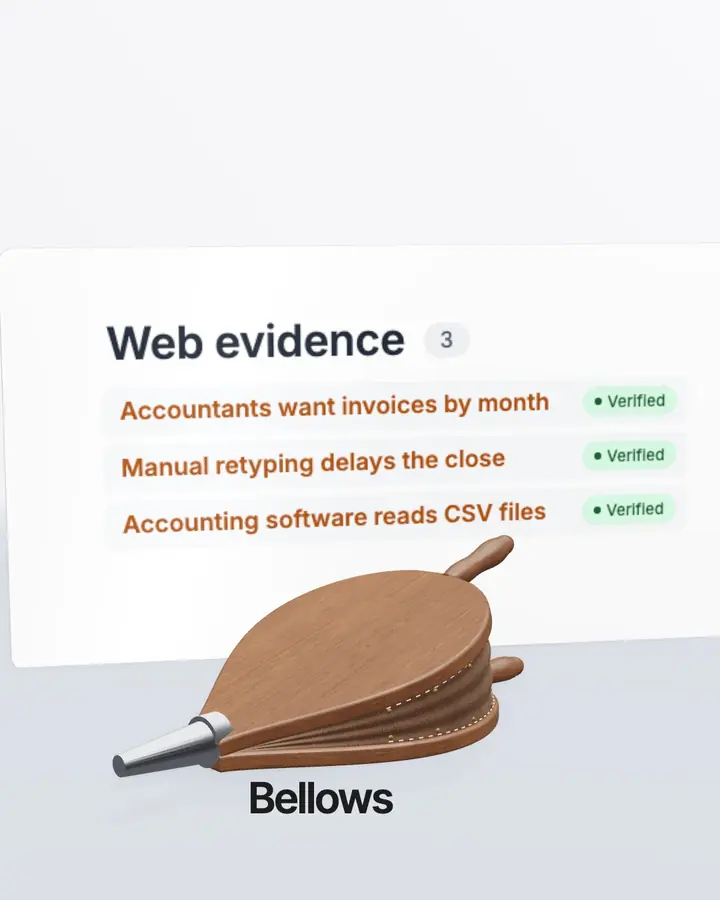 Web evidence 3
Accountants want invoices by month Verified
Manual retyping delays the close Verified
Accounting software reads CSV files Verified
Bellows